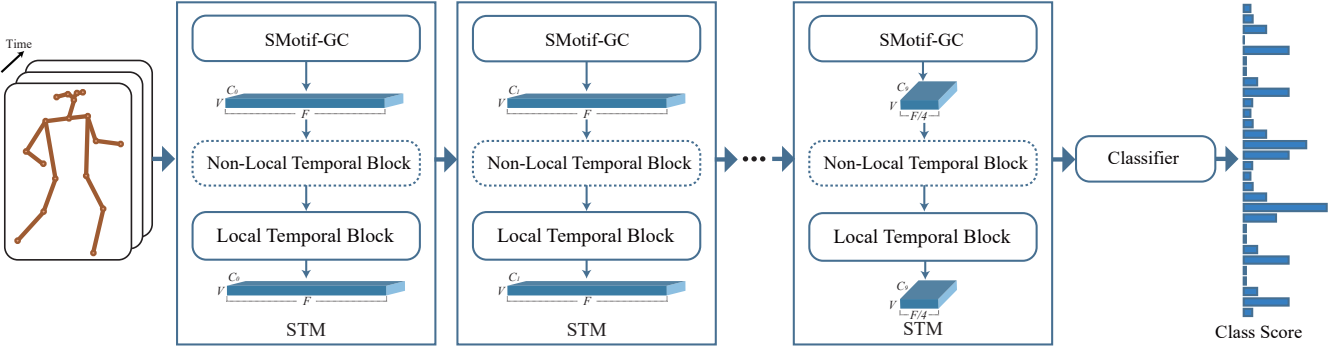 Time
SMotif-GC
C₀
V
F
Non-Local Temporal Block
Local Temporal Block
C₀
V
F
STM
SMotif-GC
C₁
V
F
Non-Local Temporal Block
Local Temporal Block
C₁
V
F
STM
•••
SMotif-GC
C₉
V
F/4
Non-Local Temporal Block
Local Temporal Block
C₉
V
F/4
STM
Classifier
Class Score